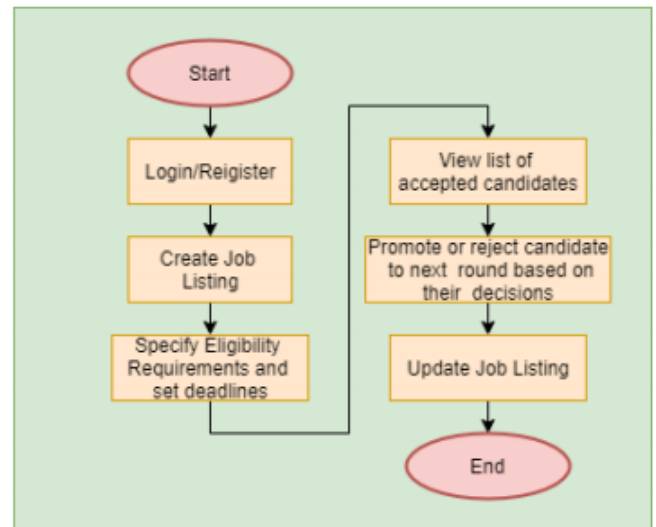 Start
Login/Reigister
Create Job
Listing
Specify Eligibility
Requirements and
set deadlines
View list of
accepted candidates
Promote or reject candidate
to next round based on
their decisions
Update Job Listing
End